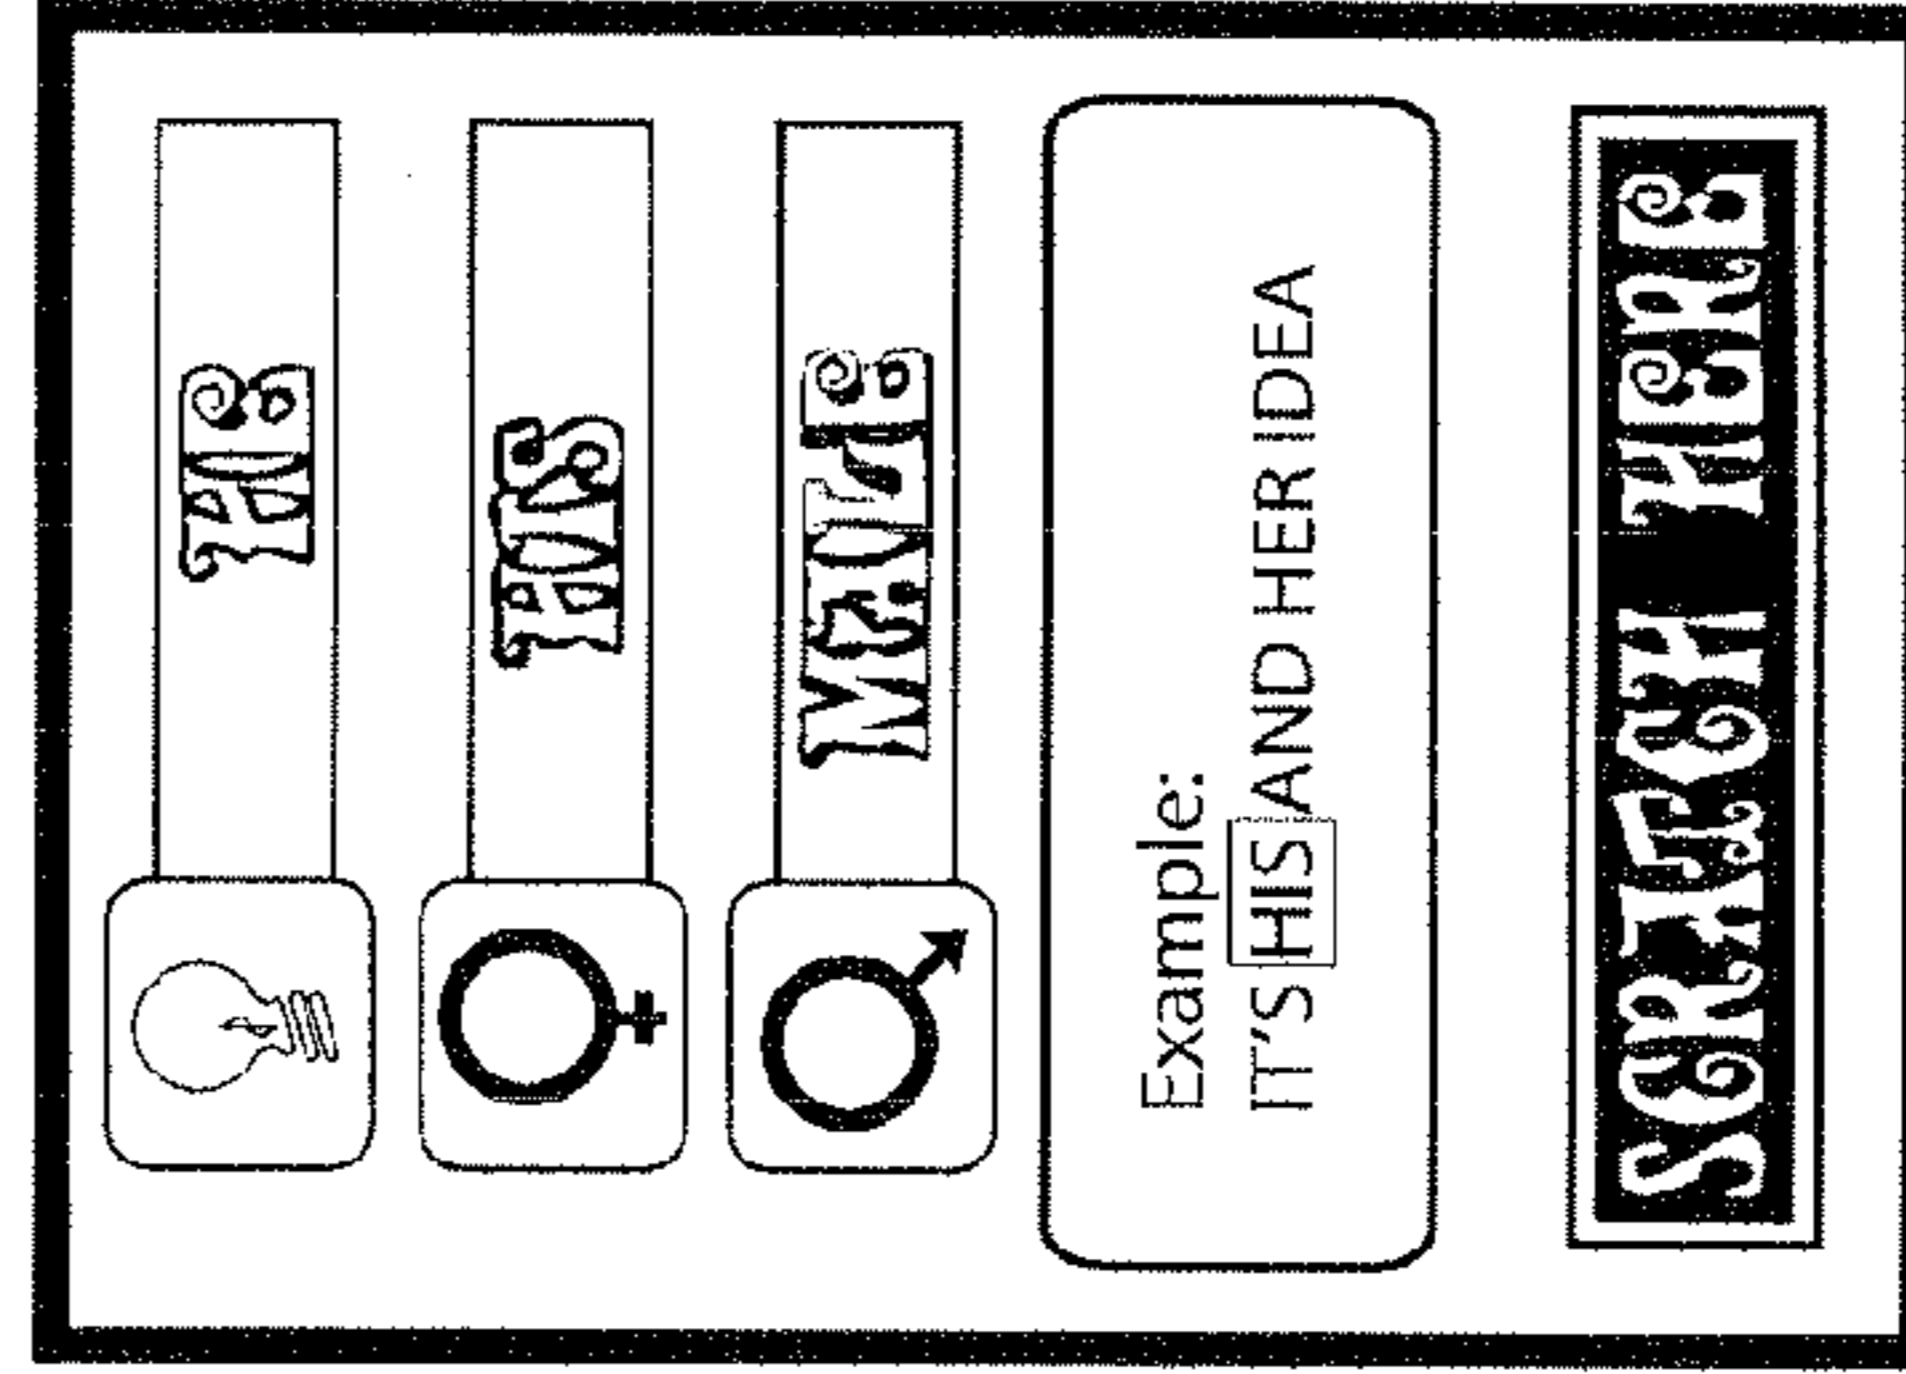 HE
HIS
MALE
Example:
IT'S HIS AND HER IDEA
SCRATCH HERE